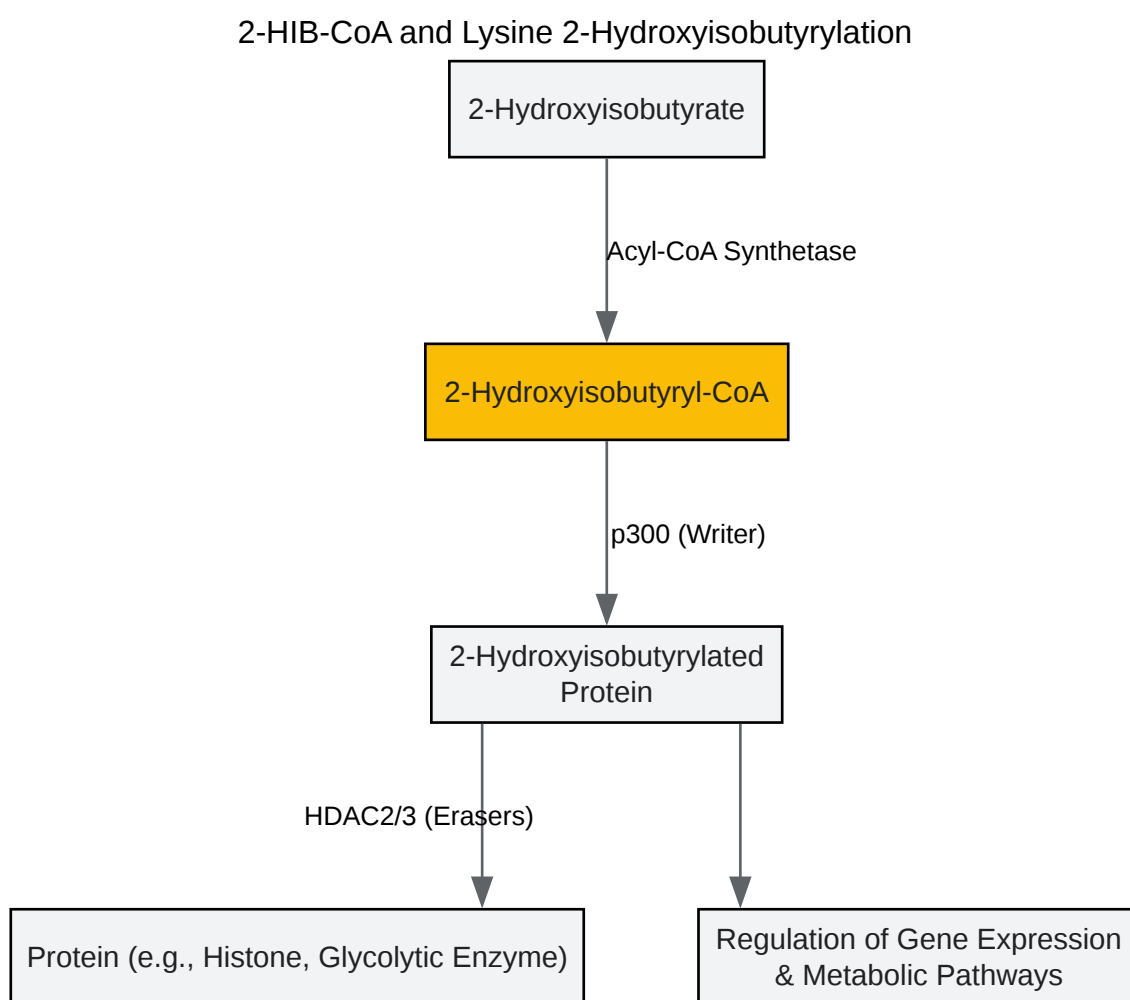 2-HIB-CoA and Lysine 2-Hydroxyisobutyrylation
2-Hydroxyisobutyrate
Acyl-CoA Synthetase
2-Hydroxyisobutyryl-CoA
p300 (Writer)
2-Hydroxyisobutyrylated
Protein
HDAC2/3 (Erasers)
Protein (e.g., Histone, Glycolytic Enzyme)
Regulation of Gene Expression
& Metabolic Pathways